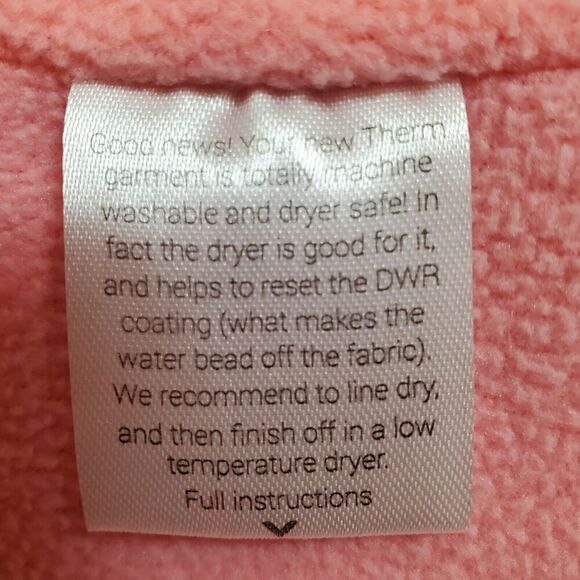 Good news! Your new Therm
garment is totally machine
washable and dryer safe! In
fact the dryer is good for it,
and helps to reset the DWR
coating (what makes the
water bead off the fabric).
We recommend to line dry,
and then finish off in a low
temperature dryer.
Full instructions